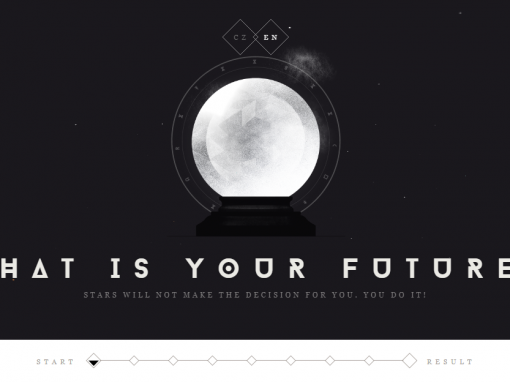 CZ EN
HAT IS YOUR FUTURE
STARS WILL NOT MAKE THE DECISION FOR YOU. YOU DO IT!
START RESULT